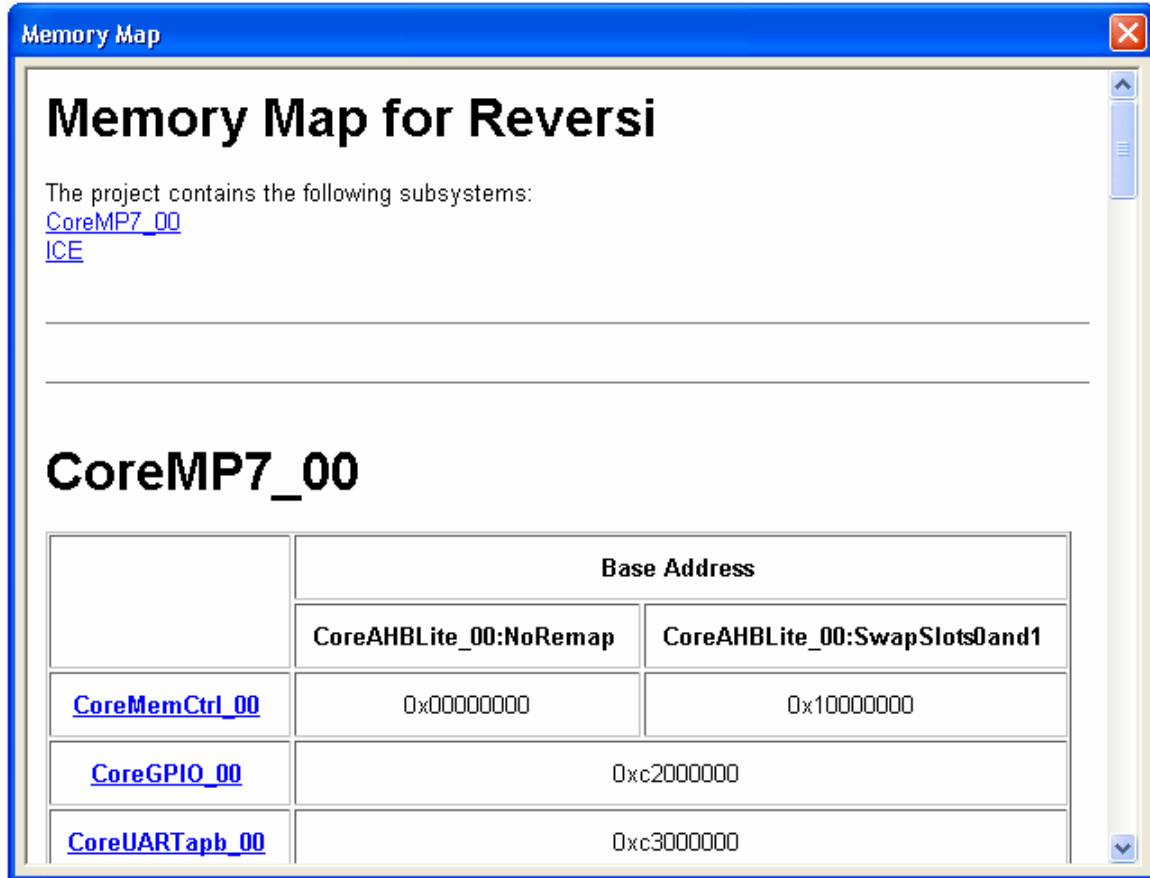 Memory Map
Memory Map for Reversi
The project contains the following subsystems:
CoreMP7_00
ICE
CoreMP7_00
Base Address
CoreAHBLite_00:NoRemap CoreAHBLite_00:SwapSlots0and1
CoreMemCtrl_00 0x00000000 0x10000000
CoreGPIO_00 0xc2000000
CoreUARTapb_00 0xc3000000